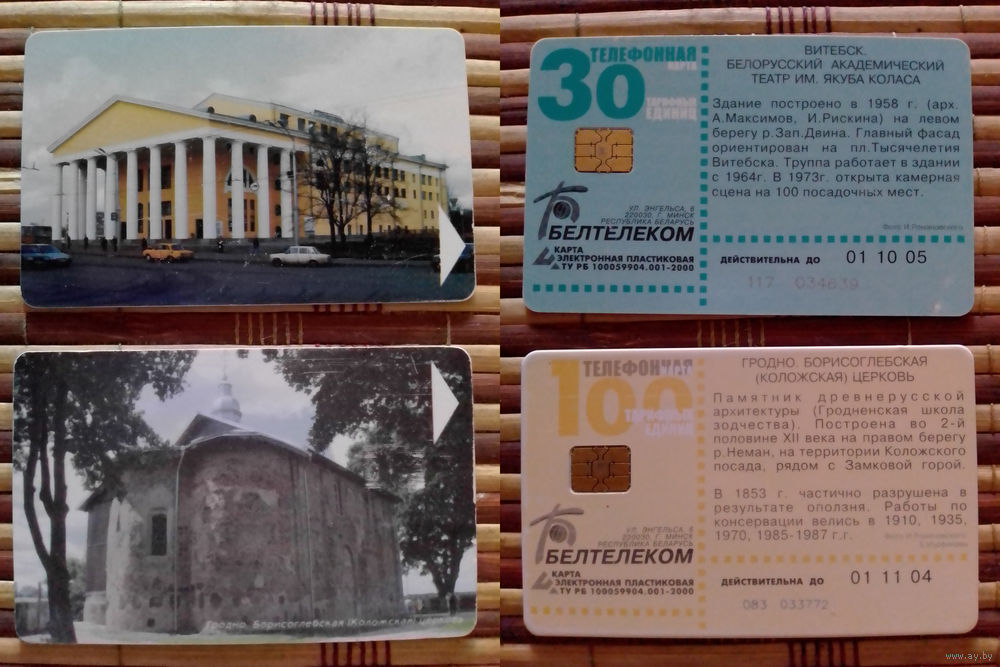 30 ТЕЛЕФОННАЯ
КАРТА
ТАРИФНЫХ
ЕДИНИЦ
УЛ. ЭНГЕЛЬСА, 6
220030, Г. МИНСК
РЕСПУБЛИКА БЕЛАРУСЬ
БЕЛТЕЛЕКОМ
КАРТА
ЭЛЕКТРОННАЯ ПЛАСТИКОВАЯ
ТУ РБ 100059904.001-2000
ВИТЕБСК.
БЕЛОРУССКИЙ АКАДЕМИЧЕСКИЙ
ТЕАТР ИМ. ЯКУБА КОЛАСА
Здание построено в 1958 г. (арх.
А.Максимов, И.Рискина) на левом
берегу р.Зап.Двина. Главный фасад
ориентирован на пл.Тысячелетия
Витебска. Труппа работает в здании
с 1964г. В 1973г. открыта камерная
сцена на 100 посадочных мест.
Фото: И.Романовского
ДЕЙСТВИТЕЛЬНА ДО 01 10 05
117 034639
Гродно. Борисоглебская (Коложская) церковь
100 ТЕЛЕФОННАЯ
ТАРИФНЫХ
ЕДИНИЦ
УЛ. ЭНГЕЛЬСА, 6
220030, Г. МИНСК
РЕСПУБЛИКА БЕЛАРУСЬ
БЕЛТЕЛЕКОМ
КАРТА
ЭЛЕКТРОННАЯ ПЛАСТИКОВАЯ
ТУ РБ 100059904.001-2000
ГРОДНО. БОРИСОГЛЕБСКАЯ
(КОЛОЖСКАЯ) ЦЕРКОВЬ
Памятник древнерусской
архитектуры (Гродненская школа
зодчества). Построена во 2-й
половине XII века на правом берегу
р.Неман, на территории Коложского
посада, рядом с Замковой горой.
В 1853 г. частично разрушена в
результате оползня. Работы по
консервации велись в 1910, 1935,
1970, 1985-1987 г.г.
Фото: И.Романовского
ДЕЙСТВИТЕЛЬНА ДО 01 11 04
083 033772
www.ay.by